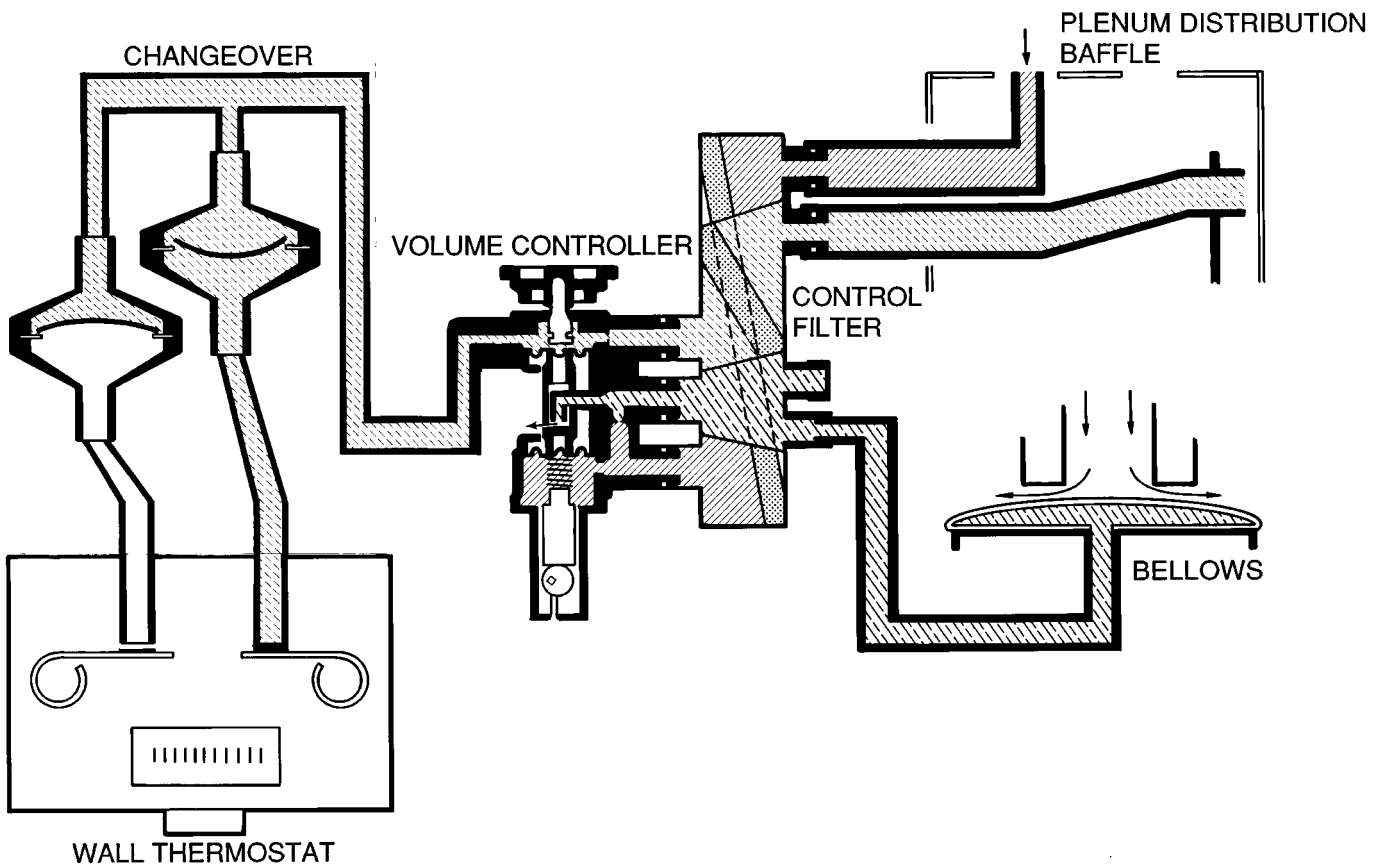 PLENUM DISTRIBUTION
BAFFLE
CHANGEOVER
VOLUME CONTROLLER
CONTROL
FILTER
BELLOWS
WALL THERMOSTAT